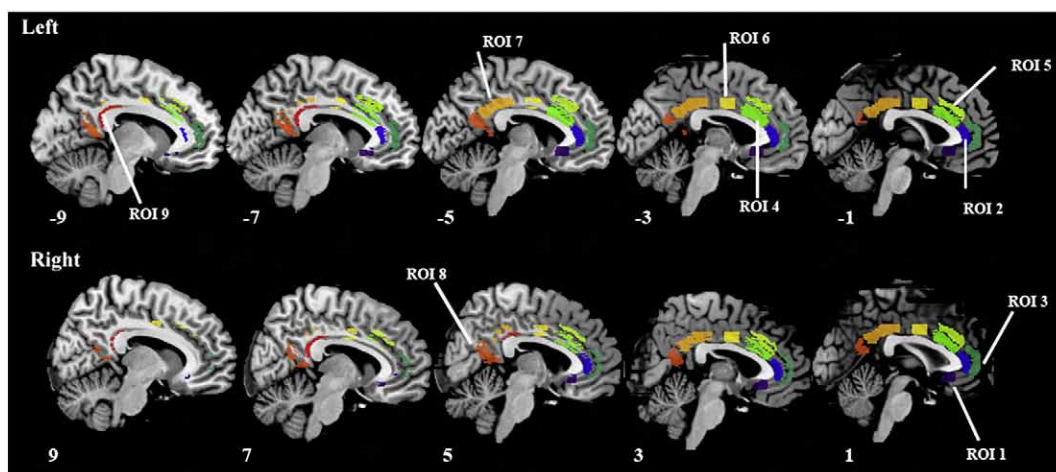 Left
ROI 7
ROI 6
ROI 5
ROI 9
ROI 4
ROI 2
-9
-7
-5
-3
-1
Right
ROI 8
ROI 3
ROI 1
9
7
5
3
1